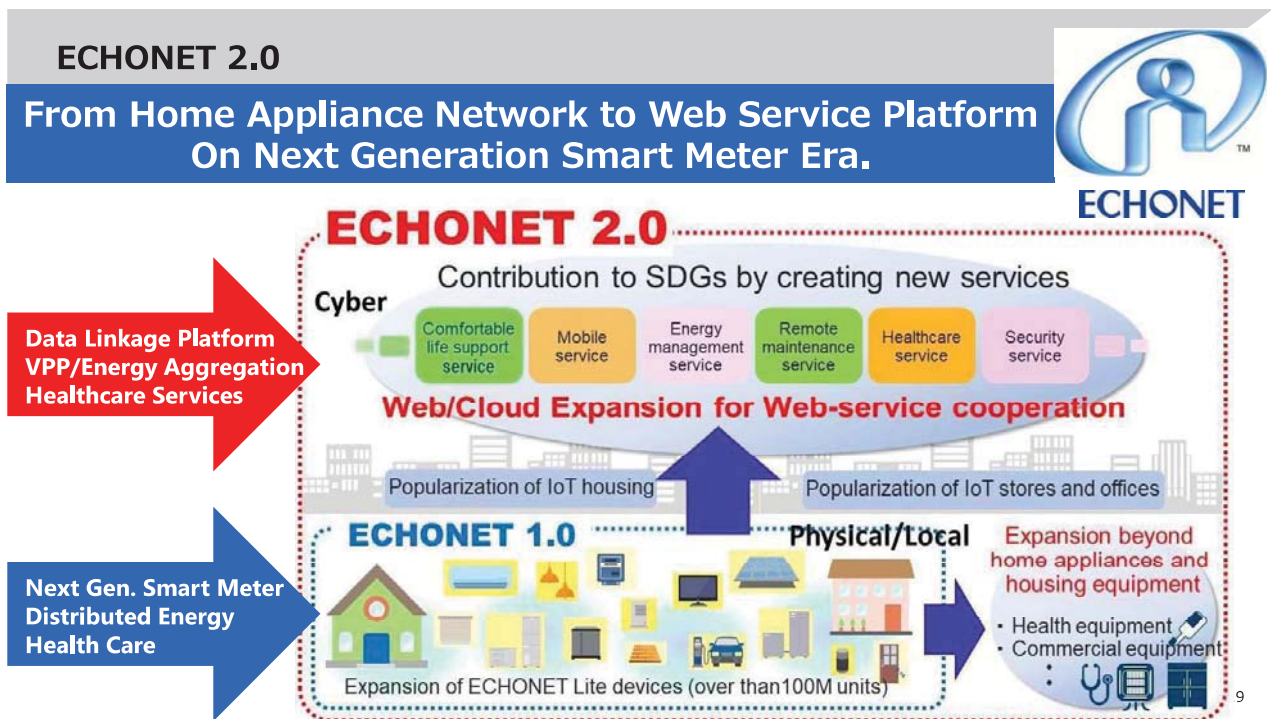 ECHONET 2.0
From Home Appliance Network to Web Service Platform
On Next Generation Smart Meter Era.
TM
ECHONET
ECHONET 2.0
Contribution to SDGs by creating new services
Cyber
Comfortable
life support
service
Mobile
service
Energy
management
service
Remote
maintenance
service
Healthcare
service
Security
service
Web/Cloud Expansion for Web-service cooperation
Data Linkage Platform
VPP/Energy Aggregation
Healthcare Services
Popularization of IoT housing
Popularization of IoT stores and offices
ECHONET 1.0
Physical/Local
Expansion beyond
home appliances and
housing equipment
・ Health equipment
・ Commercial equipment
:
Next Gen. Smart Meter
Distributed Energy
Health Care
Expansion of ECHONET Lite devices (over than100M units)
9